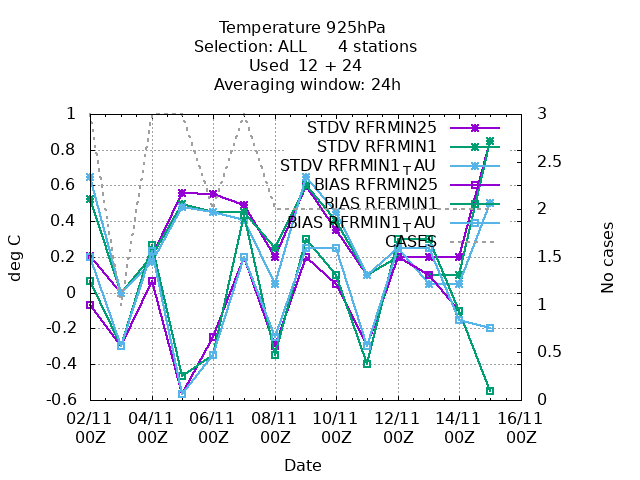 Temperature 925hPa
Selection: ALL 4 stations
Used 12 + 24
Averaging window: 24h
1
0.8
0.6
0.4
0.2
0
-0.2
-0.4
-0.6
deg C
3
2.5
2
1.5
1
0.5
0
No cases
STDV RFRMIN25
STDV RFRMIN1
STDV RFRMIN1_T AU
BIAS RFRMIN25
BIAS RFRMIN1
BIAS RFRMIN1_T AU
CASES
02/11 04/11 06/11 08/11 10/11 12/11 14/11 16/11
00Z 00Z 00Z 00Z 00Z 00Z 00Z 00Z
Date